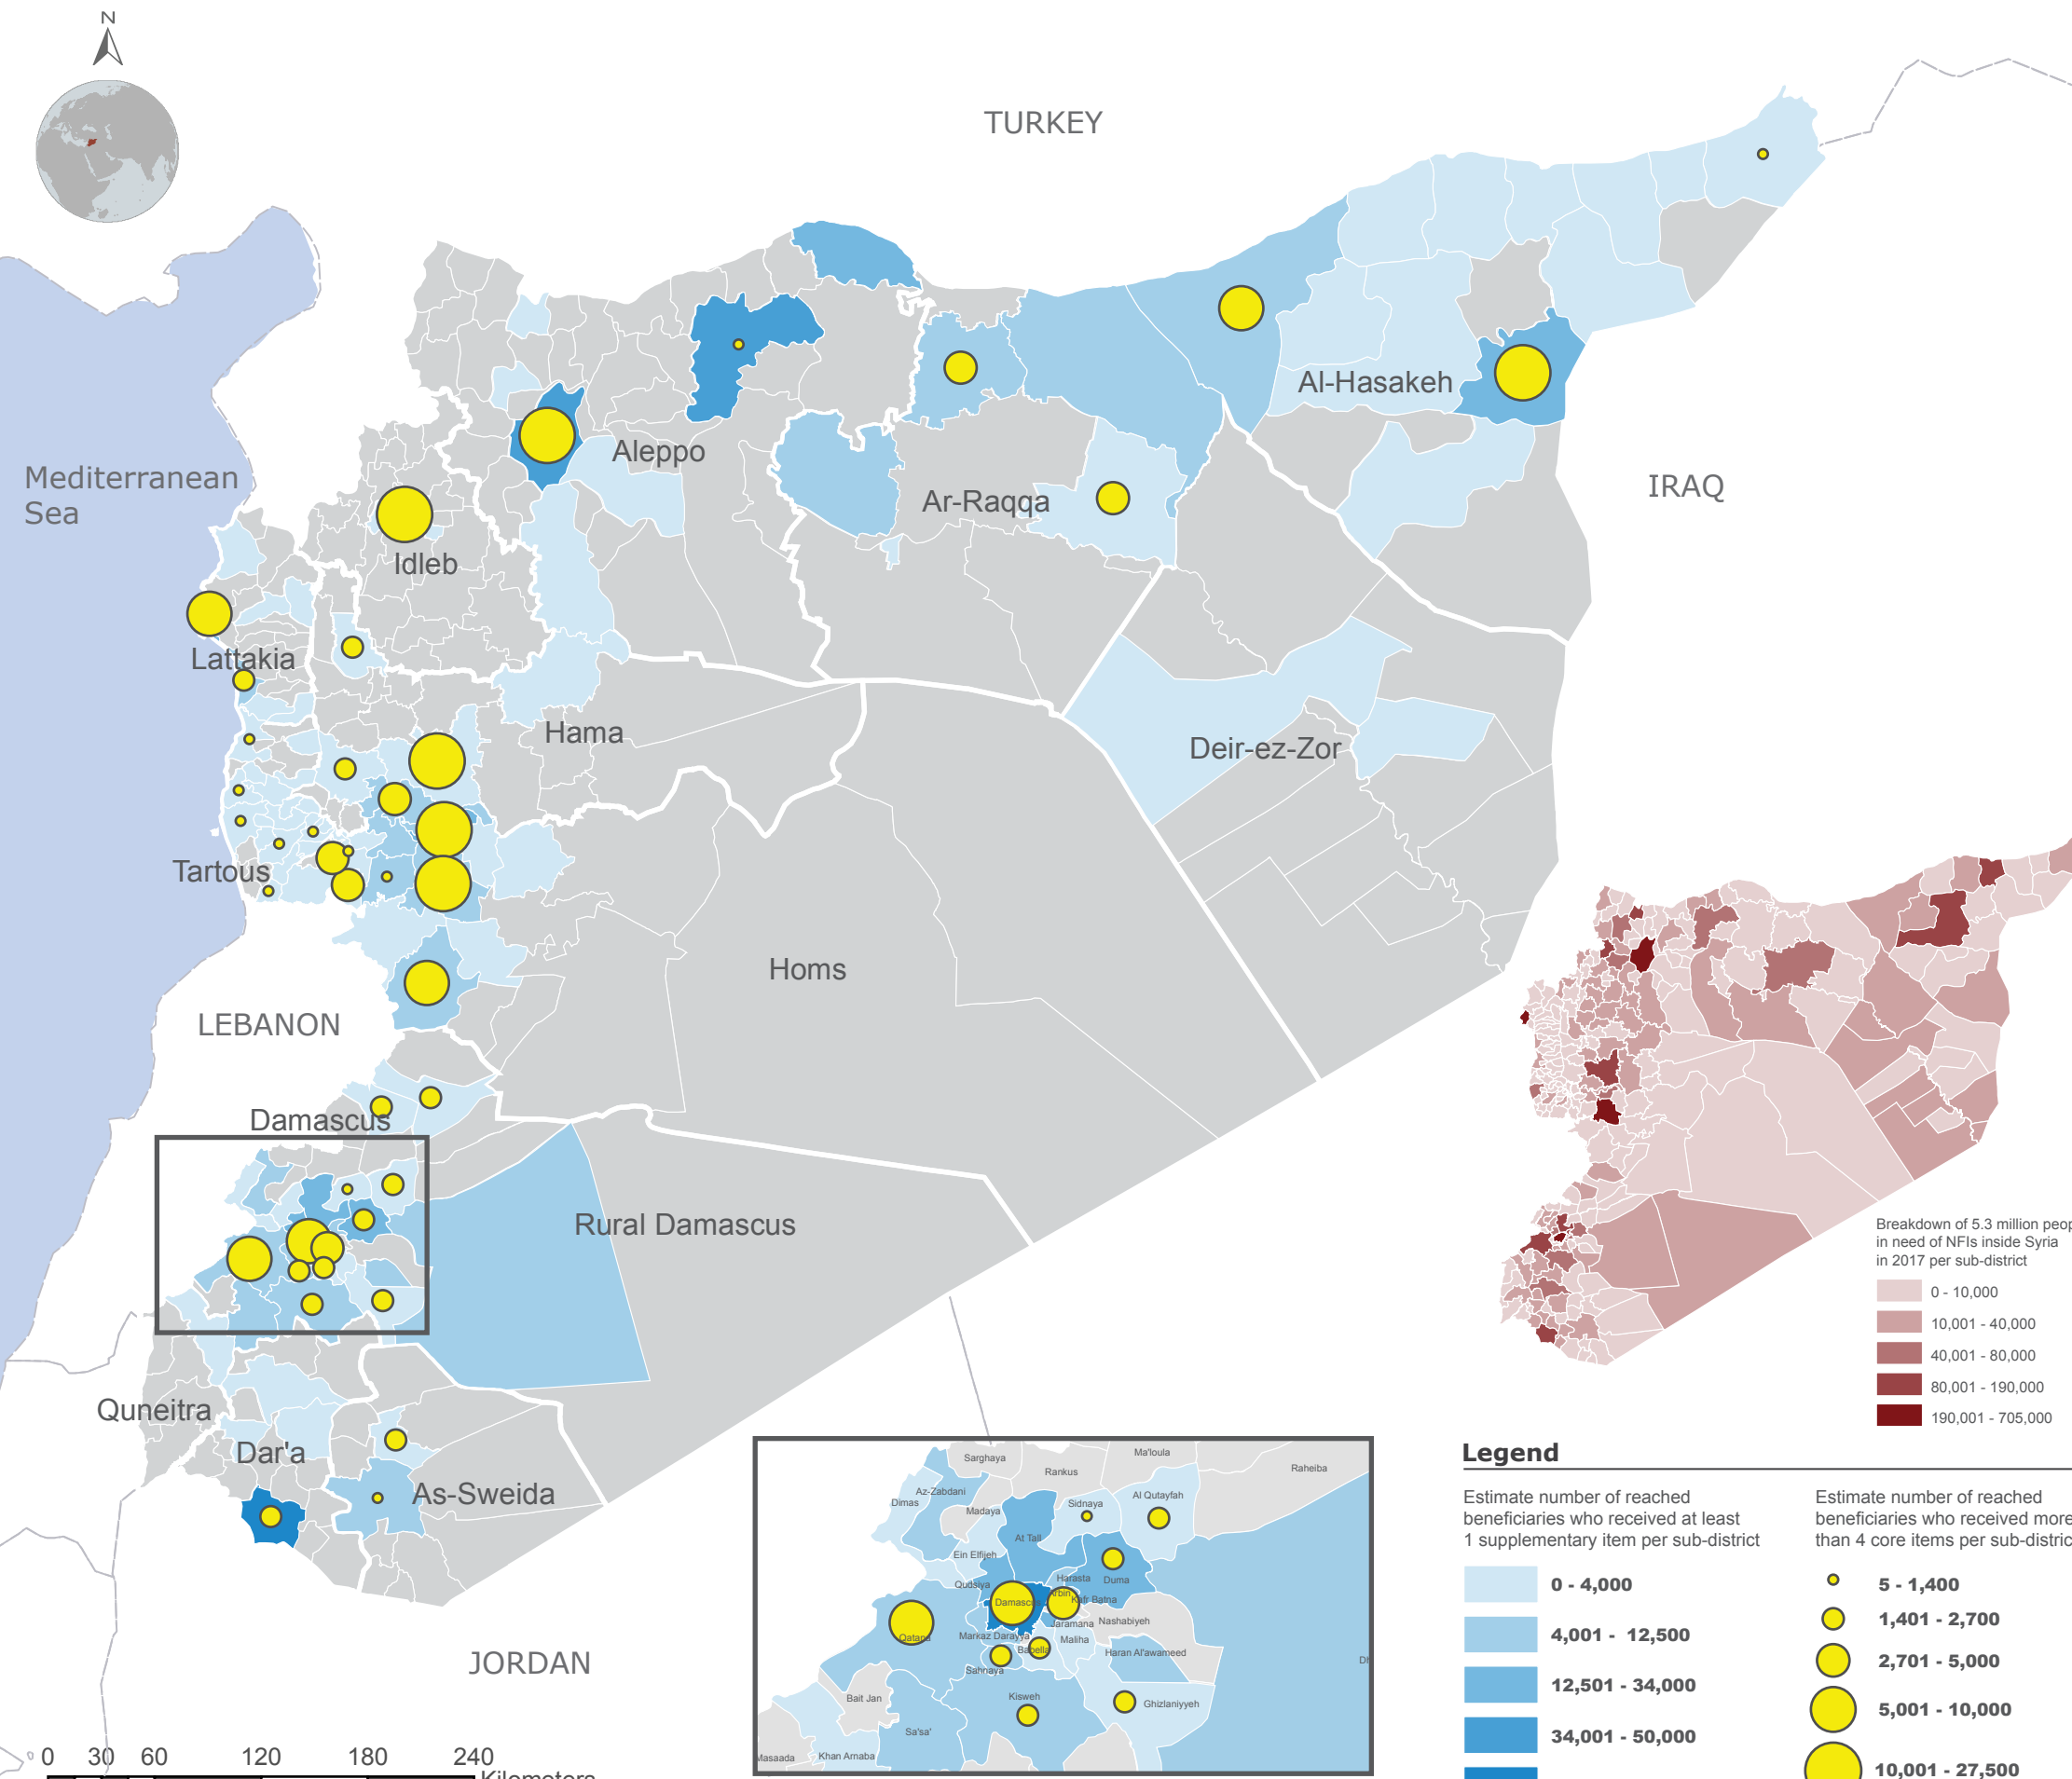 N
TURKEY
Al-Hasakeh
Aleppo
Mediterranean
Sea
IRAQ
Ar-Raqqa
Idleb
Lattakia
Hama
Deir-ez-Zor
Tartous
Homs
LEBANON
Damascus
Rural Damascus
Quneitra
Dar'a
As-Sweida
JORDAN
0 30 60 120 180 240
Kilometers
Breakdown of 5.3 million peop
in need of NFIs inside Syria
in 2017 per sub-district
0 - 10,000
10,001 - 40,000
40,001 - 80,000
80,001 - 190,000
190,001 - 705,000
Sarghaya
Ma'loula
Rankus
Raheiba
Az-Zabdani
Dimas
Madaya
Sidnaya
Al Qutayfah
At Tall
Ein Elfijeh
Qudsiya
Harasta
Duma
Arbin
Kafr Batna
Damascus
Jaramana
Nashabiyeh
Qatana
Markaz Darayya
Maliha
Babella
Haran Al'awameed
Sahnaya
Dh
Bait Jan
Kisweh
Ghizlaniyyeh
Sa'sa'
Masaada
Khan Arnaba
Legend
Estimate number of reached
beneficiaries who received at least
1 supplementary item per sub-district
0 - 4,000
4,001 - 12,500
12,501 - 34,000
34,001 - 50,000
Estimate number of reached
beneficiaries who received more
than 4 core items per sub-distric
5 - 1,400
1,401 - 2,700
2,701 - 5,000
5,001 - 10,000
10,001 - 27,500